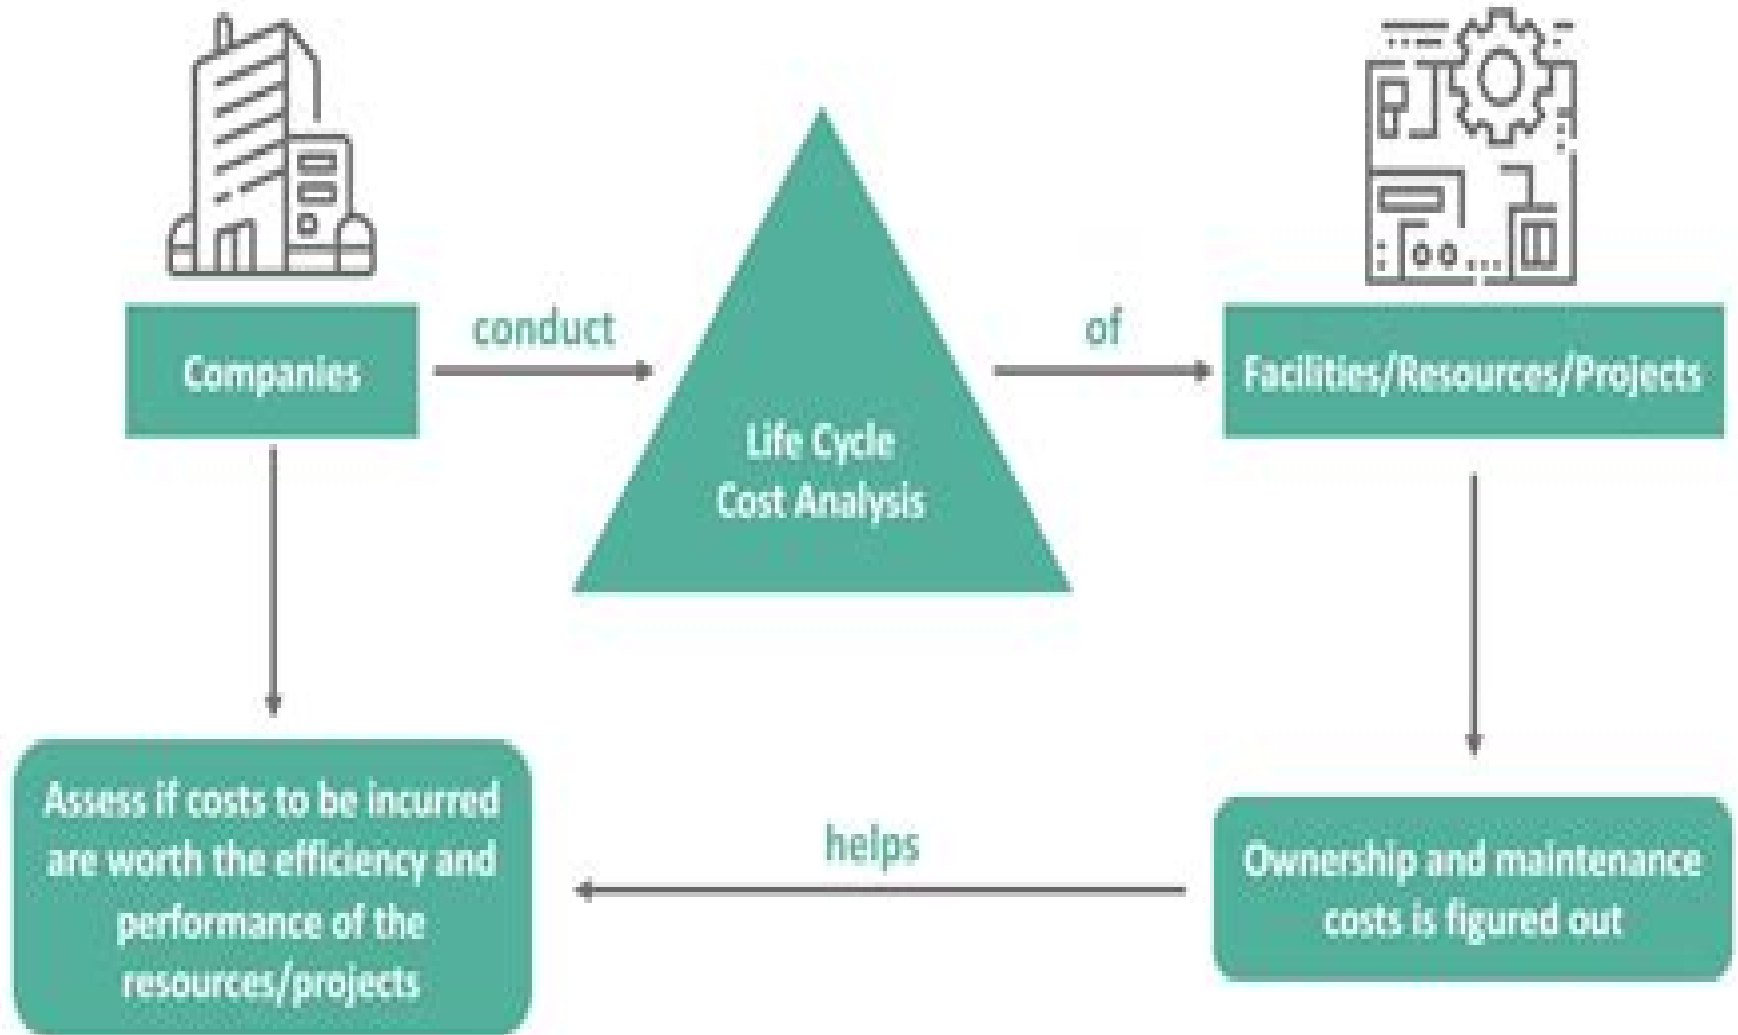 conduct
of
Companies
Facilities/Resources/Projects
Life Cycle
Cost Analysis
Assess if costs to be incurred
are worth the efficiency and
performance of the
resources/projects
helps
Ownership and maintenance
costs is figured out